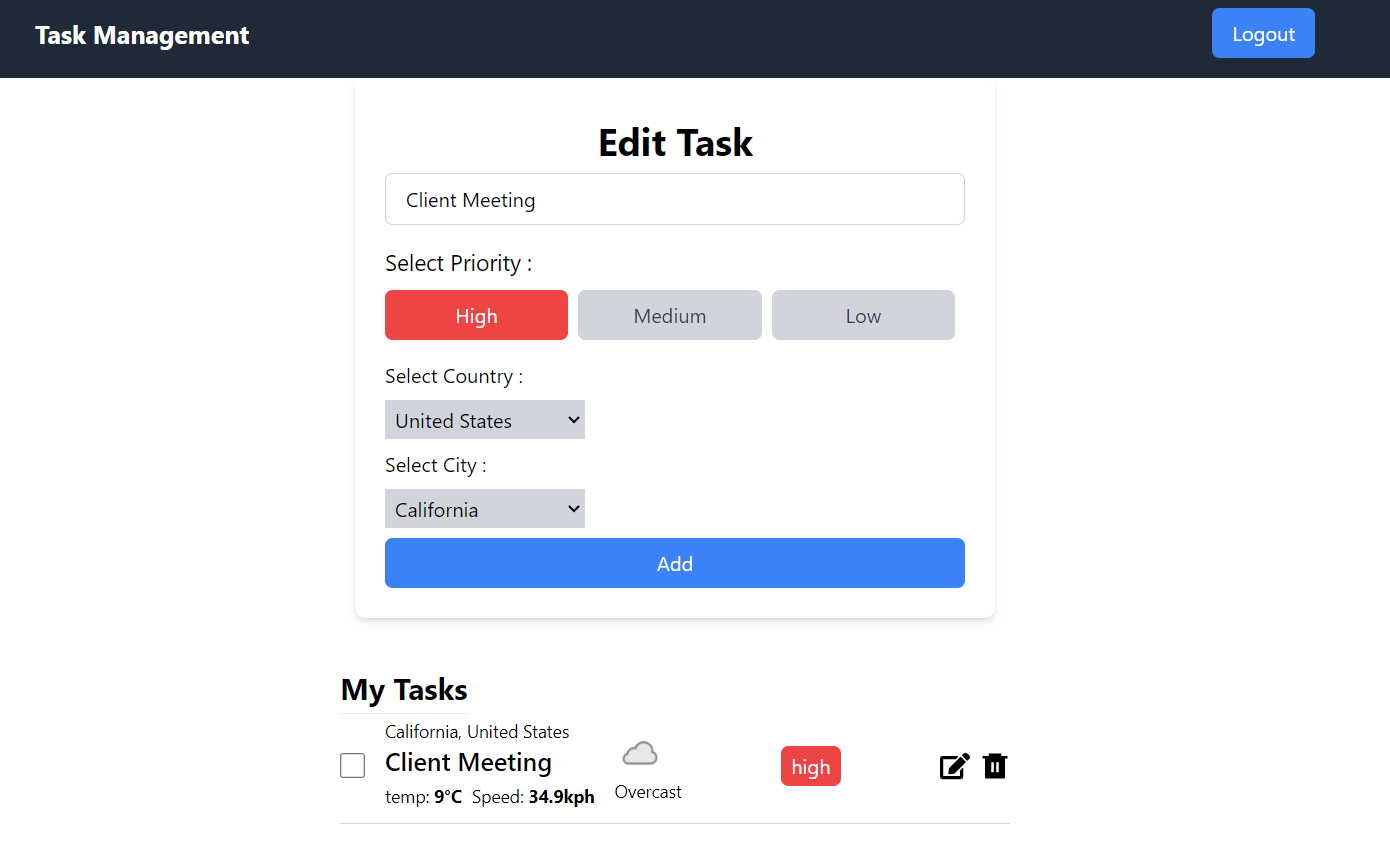 Task Management
Logout
Edit Task
Client Meeting
Select Priority :
High Medium Low
Select Country :
United States
Select City :
California
Add
My Tasks
California, United States
Client Meeting
temp: 9°C Speed: 34.9kph
Overcast
high